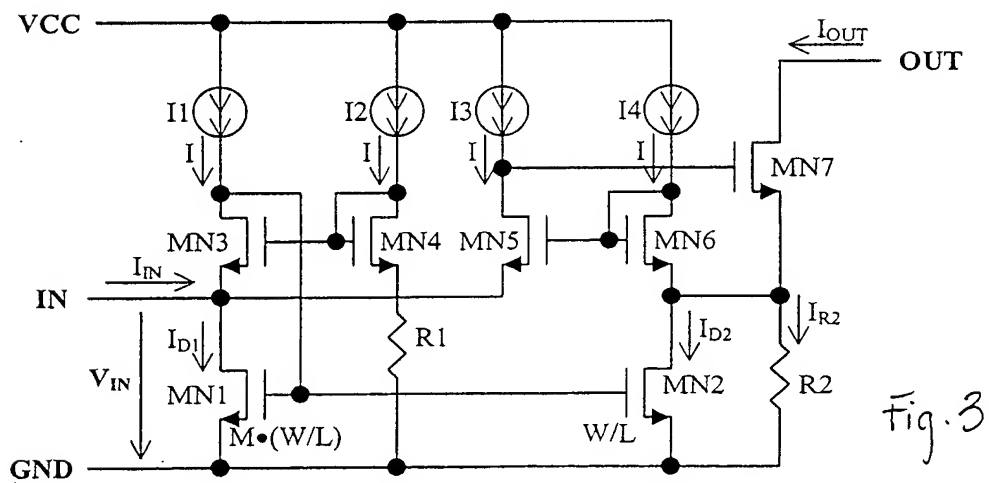 VCC
I_OUT
OUT
I1
I2
I3
I4
I
I
I
I
MN7
MN3
MN4
MN5
MN6
I_IN
IN
I_R2
I_D1
R1
I_D2
V_IN
MN1
MN2
R2
M•(W/L)
W/L
GND
Fig. 3